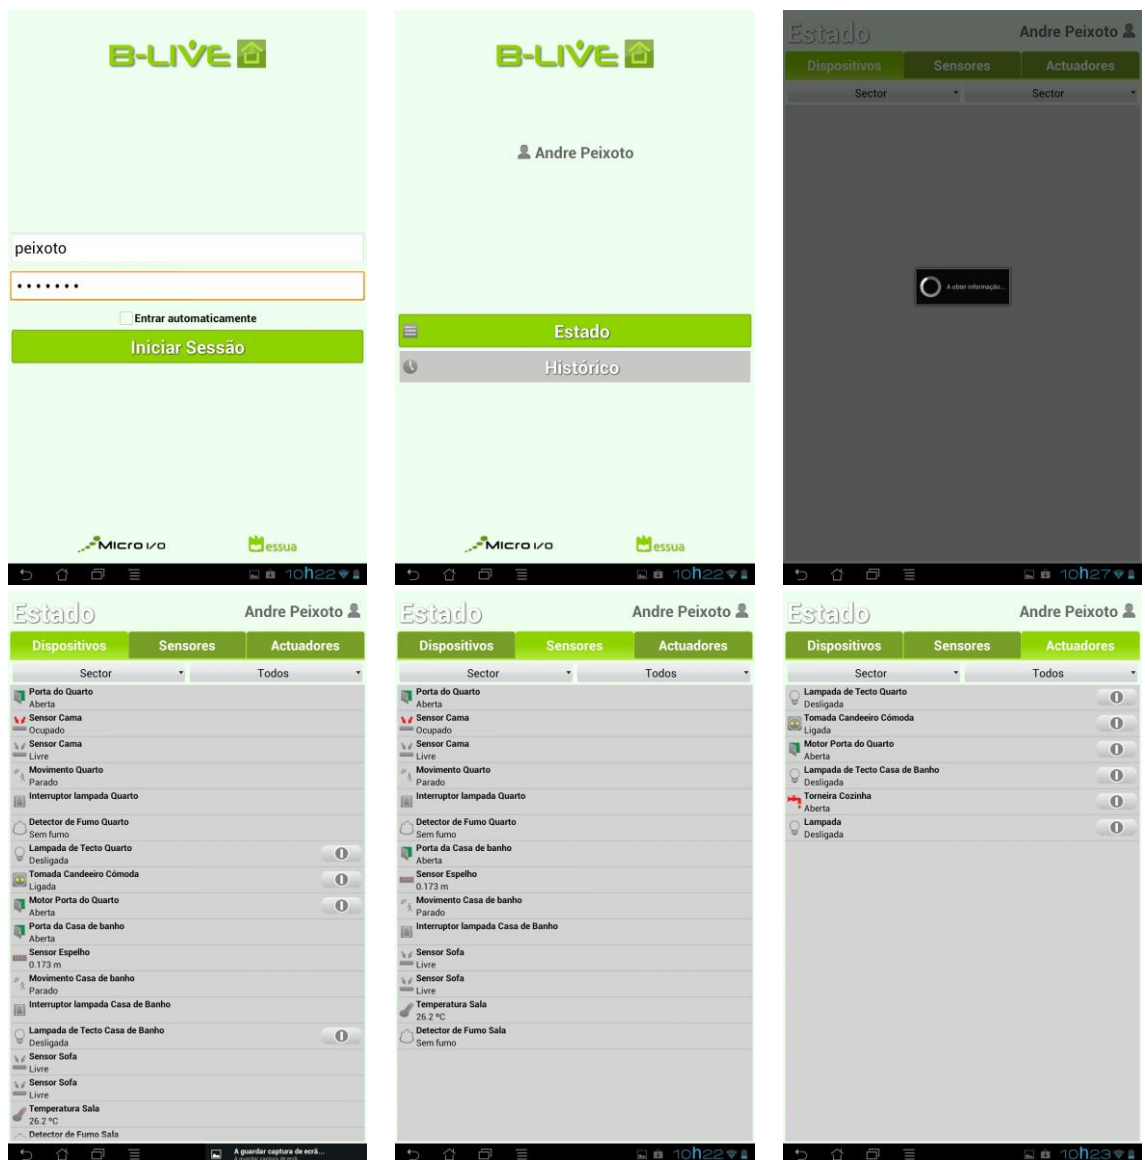 B-LIVE
peixoto
•••••••
Entrar automaticamente
Iniciar Sessão
MICRO I/O
essua
10h22
B-LIVE
Andre Peixoto
Estado
Histórico
MICRO I/O
essua
10h22
Estado
Andre Peixoto
Dispositivos Sensores Actuadores
Sector Sector
A obter informação...
10h27
Estado
Andre Peixoto
Dispositivos Sensores Actuadores
Sector Todos
Porta do Quarto
Aberta
Sensor Cama
Ocupado
Sensor Cama
Livre
Movimento Quarto
Parado
Interruptor lampada Quarto
Detector de Fumo Quarto
Sem fumo
Lampada de Tecto Quarto
Desligada
Tomada Candeeiro Cómoda
Ligada
Motor Porta do Quarto
Aberta
Porta da Casa de banho
Aberta
Sensor Espelho
0.173 m
Movimento Casa de banho
Parado
Interruptor lampada Casa de Banho
Lampada de Tecto Casa de Banho
Desligada
Sensor Sofa
Livre
Sensor Sofa
Livre
Temperatura Sala
26.2 ºC
Detector de Fumo Sala
A guardar captura de ecrã...
A guardar captura de ecrã.
Estado
Andre Peixoto
Dispositivos Sensores Actuadores
Sector Todos
Porta do Quarto
Aberta
Sensor Cama
Ocupado
Sensor Cama
Livre
Movimento Quarto
Parado
Interruptor lampada Quarto
Detector de Fumo Quarto
Sem fumo
Porta da Casa de banho
Aberta
Sensor Espelho
0.173 m
Movimento Casa de banho
Parado
Interruptor lampada Casa de Banho
Sensor Sofa
Livre
Sensor Sofa
Livre
Temperatura Sala
26.2 ºC
Detector de Fumo Sala
Sem fumo
10h22
Estado
Andre Peixoto
Dispositivos Sensores Actuadores
Sector Todos
Lampada de Tecto Quarto
Desligada
Tomada Candeeiro Cómoda
Ligada
Motor Porta do Quarto
Aberta
Lampada de Tecto Casa de Banho
Desligada
Torneira Cozinha
Aberta
Lampada
Desligada
10h23